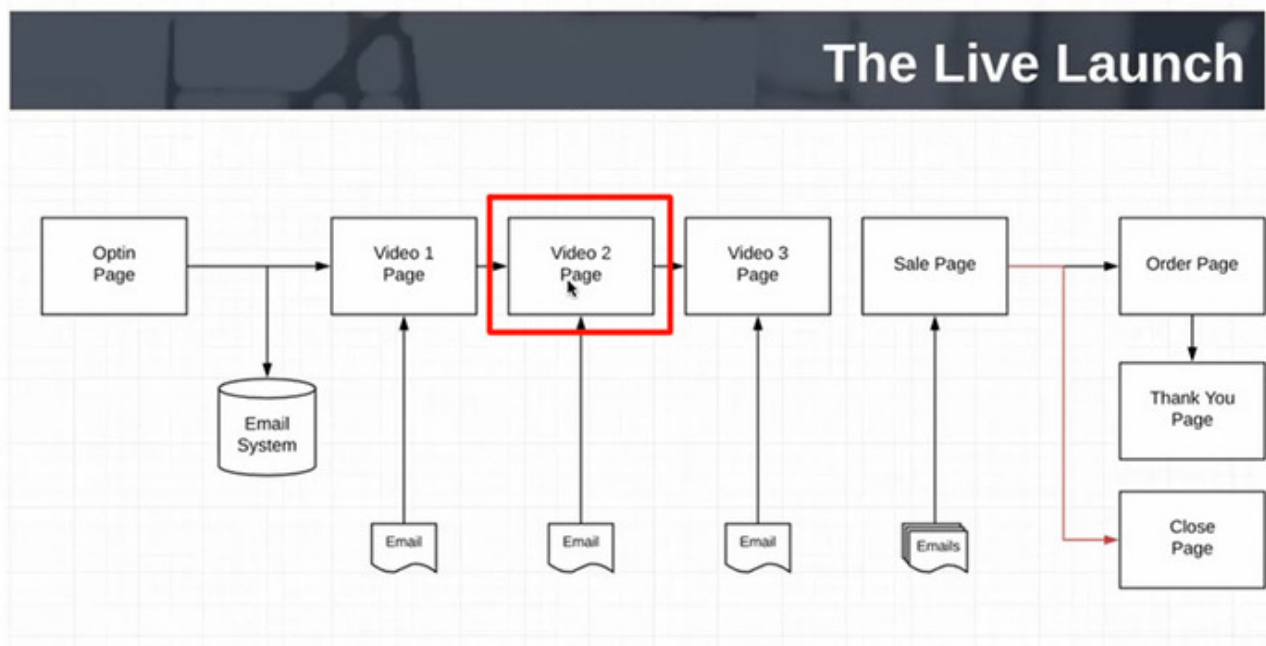 The Live Launch
Optin
Page
Video 1
Page
Video 2
Page
Video 3
Page
Sale Page
Order Page
Email
System
Thank You
Page
Email
Email
Email
Emails
Close
Page